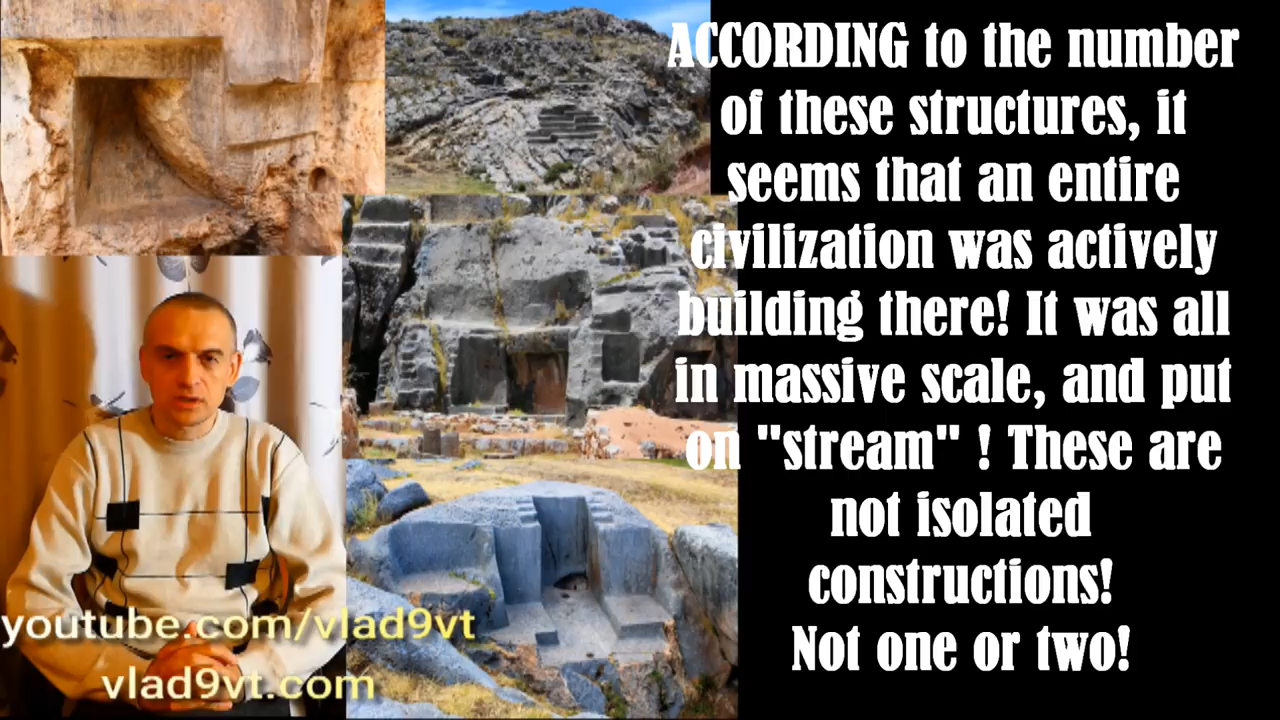 ACCORDING to the number
of these structures, it
seems that an entire
civilization was actively
building there! It was all
in massive scale, and put
on "stream" ! These are
not isolated
constructions!
Not one or two!
youtube.com/vlad9vt
vlad9vt.com